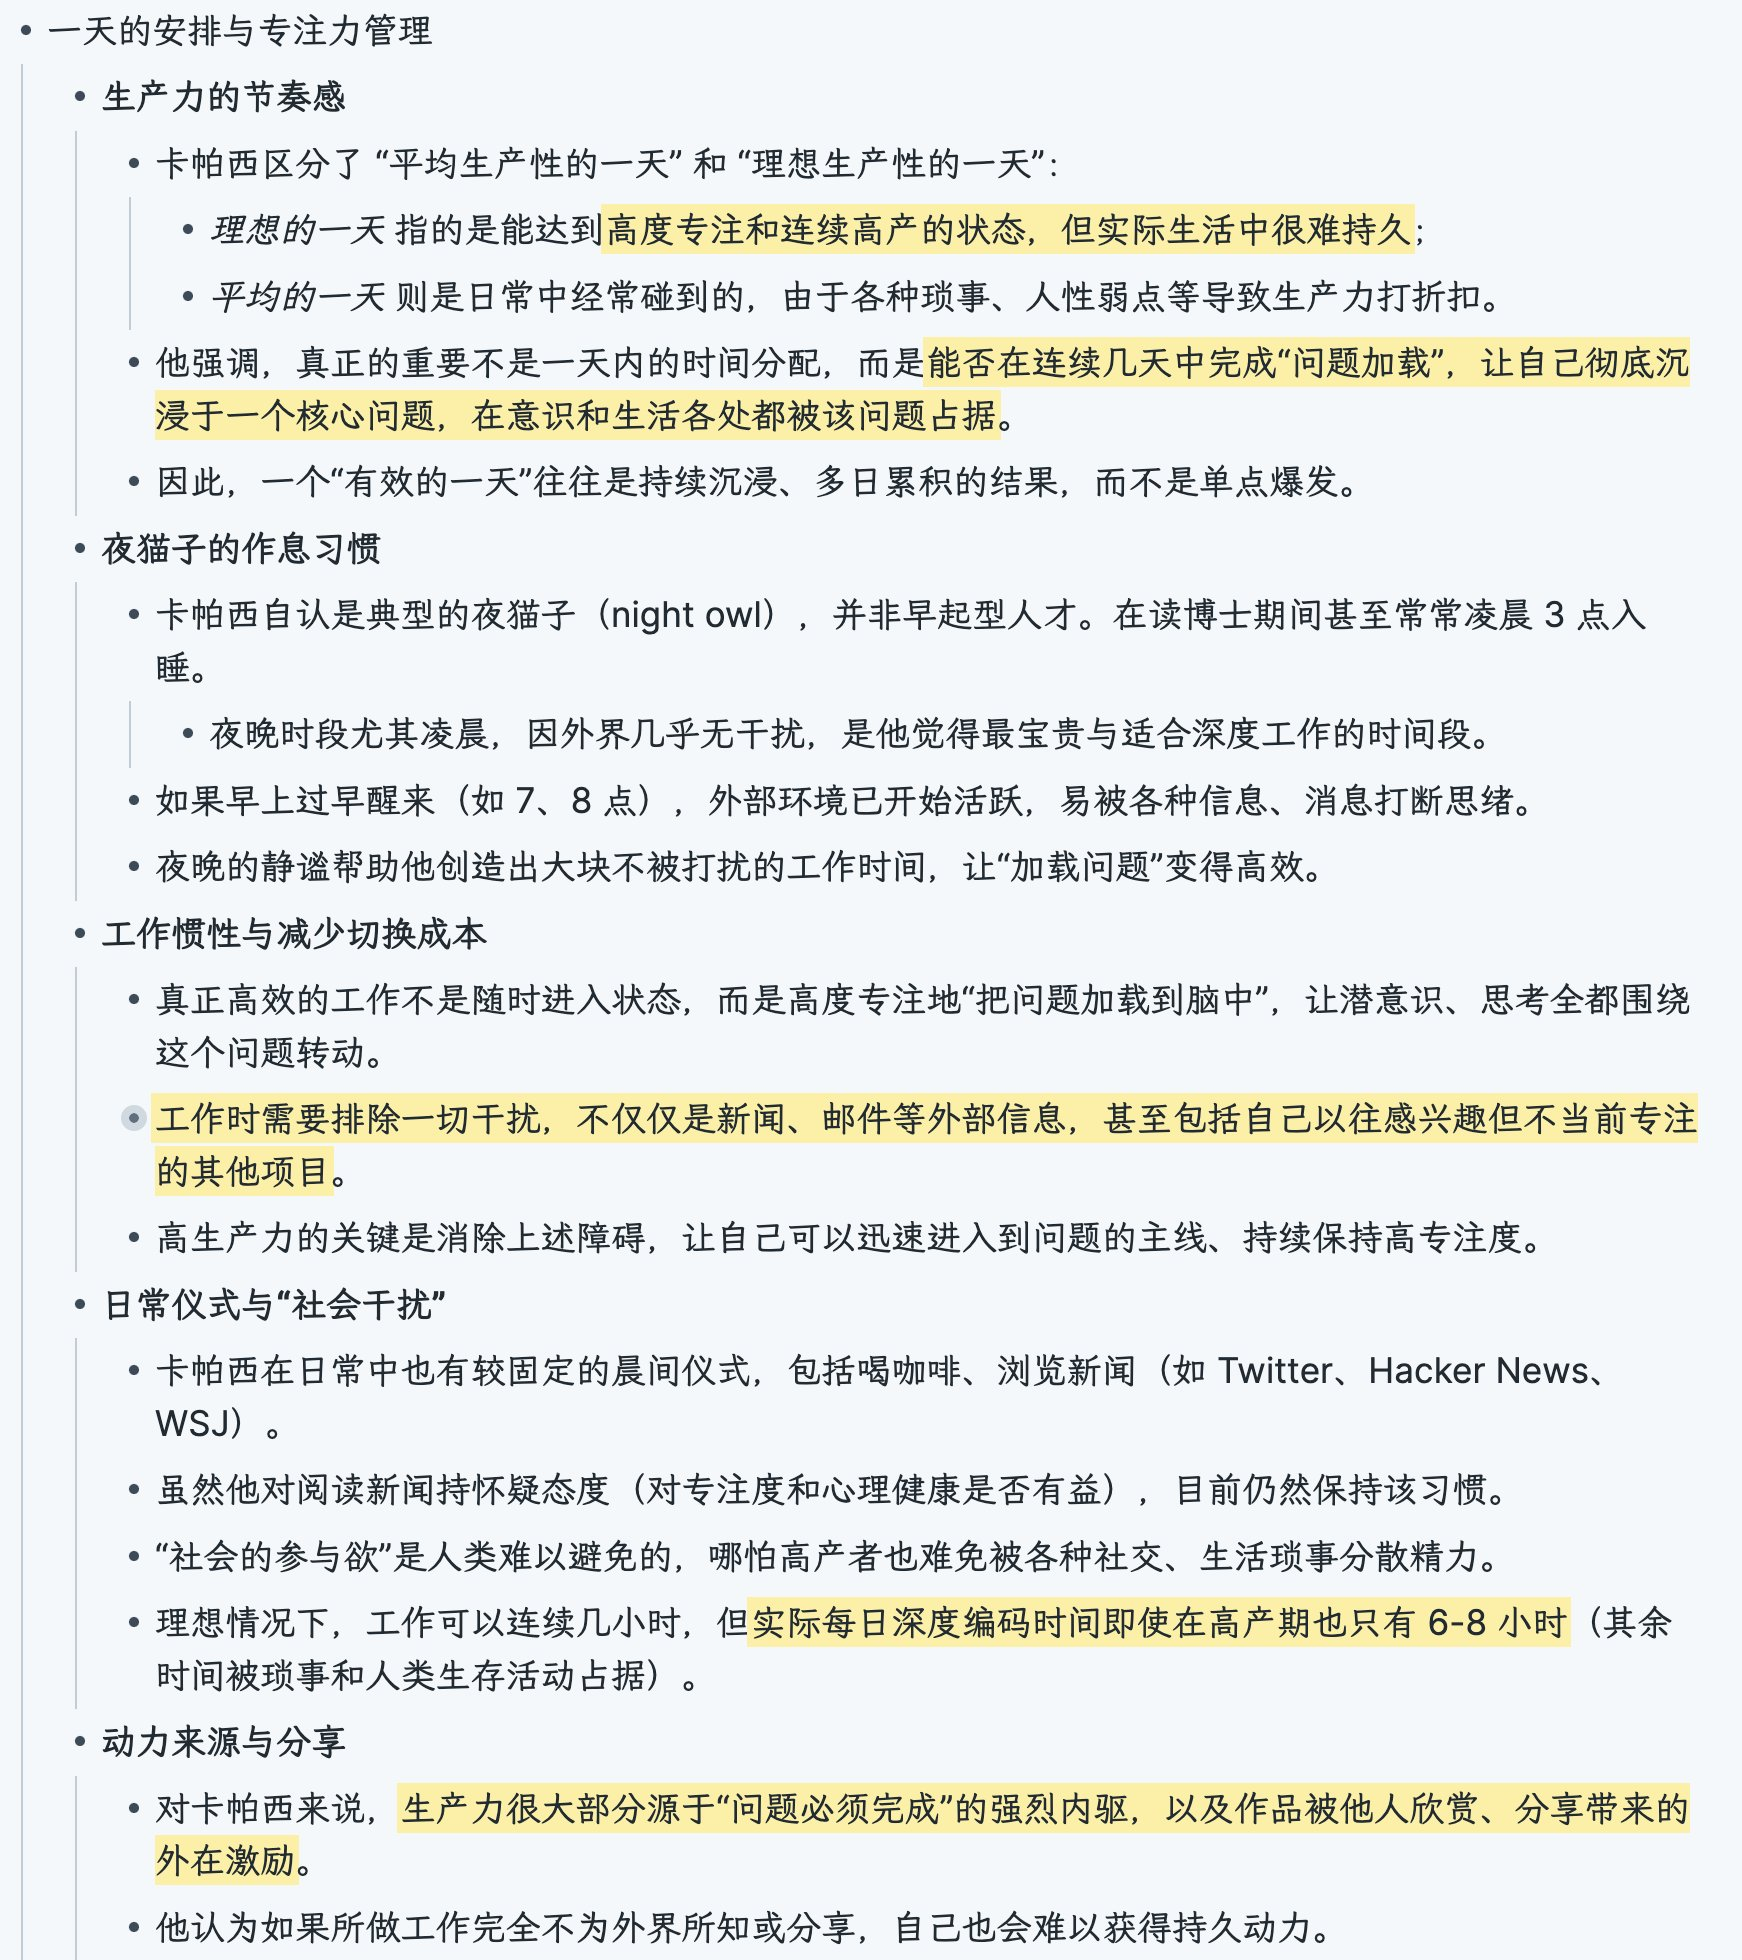 一天的安排与专注力管理
生产力的节奏感
卡帕西区分了 “平均生产性的一天” 和 “理想生产性的一天”:
理想的一天 指的是能达到高度专注和连续高产的状态，但实际生活中很难持久;
平均的一天 则是日常中经常碰到的，由于各种琐事、人性弱点等导致生产力打折扣。
他强调，真正的重要不是一天内的时间分配，而是能否在连续几天中完成“问题加载”，让自己彻底沉
浸于一个核心问题，在意识和生活各处都被该问题占据。
因此，一个“有效的一天”往往是持续沉浸、多日累积的结果，而不是单点爆发。
夜猫子的作息习惯
卡帕西自认是典型的夜猫子（night owl），并非早起型人才。在读博士期间甚至常常凌晨 3 点入
睡。
夜晚时段尤其凌晨，因外界几乎无干扰，是他觉得最宝贵与适合深度工作的时间段。
如果早上过早醒来（如 7、8 点），外部环境已开始活跃，易被各种信息、消息打断思绪。
夜晚的静谧帮助他创造出大块不被打扰的工作时间，让“加载问题”变得高效。
工作惯性与减少切换成本
真正高效的工作不是随时进入状态，而是高度专注地“把问题加载到脑中”，让潜意识、思考全都围绕
这个问题转动。
工作时需要排除一切干扰，不仅仅是新闻、邮件等外部信息，甚至包括自己以往感兴趣但不当前专注
的其他项目。
高生产力的关键是消除上述障碍，让自己可以迅速进入到问题的主线、持续保持高专注度。
日常仪式与“社会干扰”
卡帕西在日常中也有较固定的晨间仪式，包括喝咖啡、浏览新闻（如 Twitter、Hacker News、
WSJ）。
虽然他对阅读新闻持怀疑态度（对专注度和心理健康是否有益），目前仍然保持该习惯。
“社会的参与欲”是人类难以避免的，哪怕高产者也难免被各种社交、生活琐事分散精力。
理想情况下，工作可以连续几小时，但实际每日深度编码时间即使在高产期也只有 6-8 小时（其余
时间被琐事和人类生存活动占据）。
动力来源与分享
对卡帕西来说，生产力很大部分源于“问题必须完成”的强烈内驱，以及作品被他人欣赏、分享带来的
外在激励。
他认为如果所做工作完全不为外界所知或分享，自己也会难以获得持久动力。